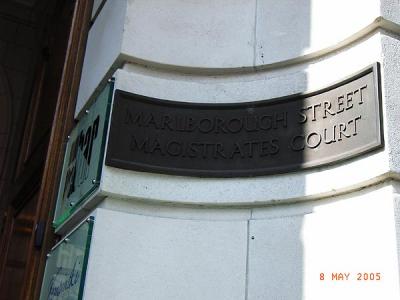 MARLBOROUGH STREET
MAGISTRATES COURT
8 MAY 2005